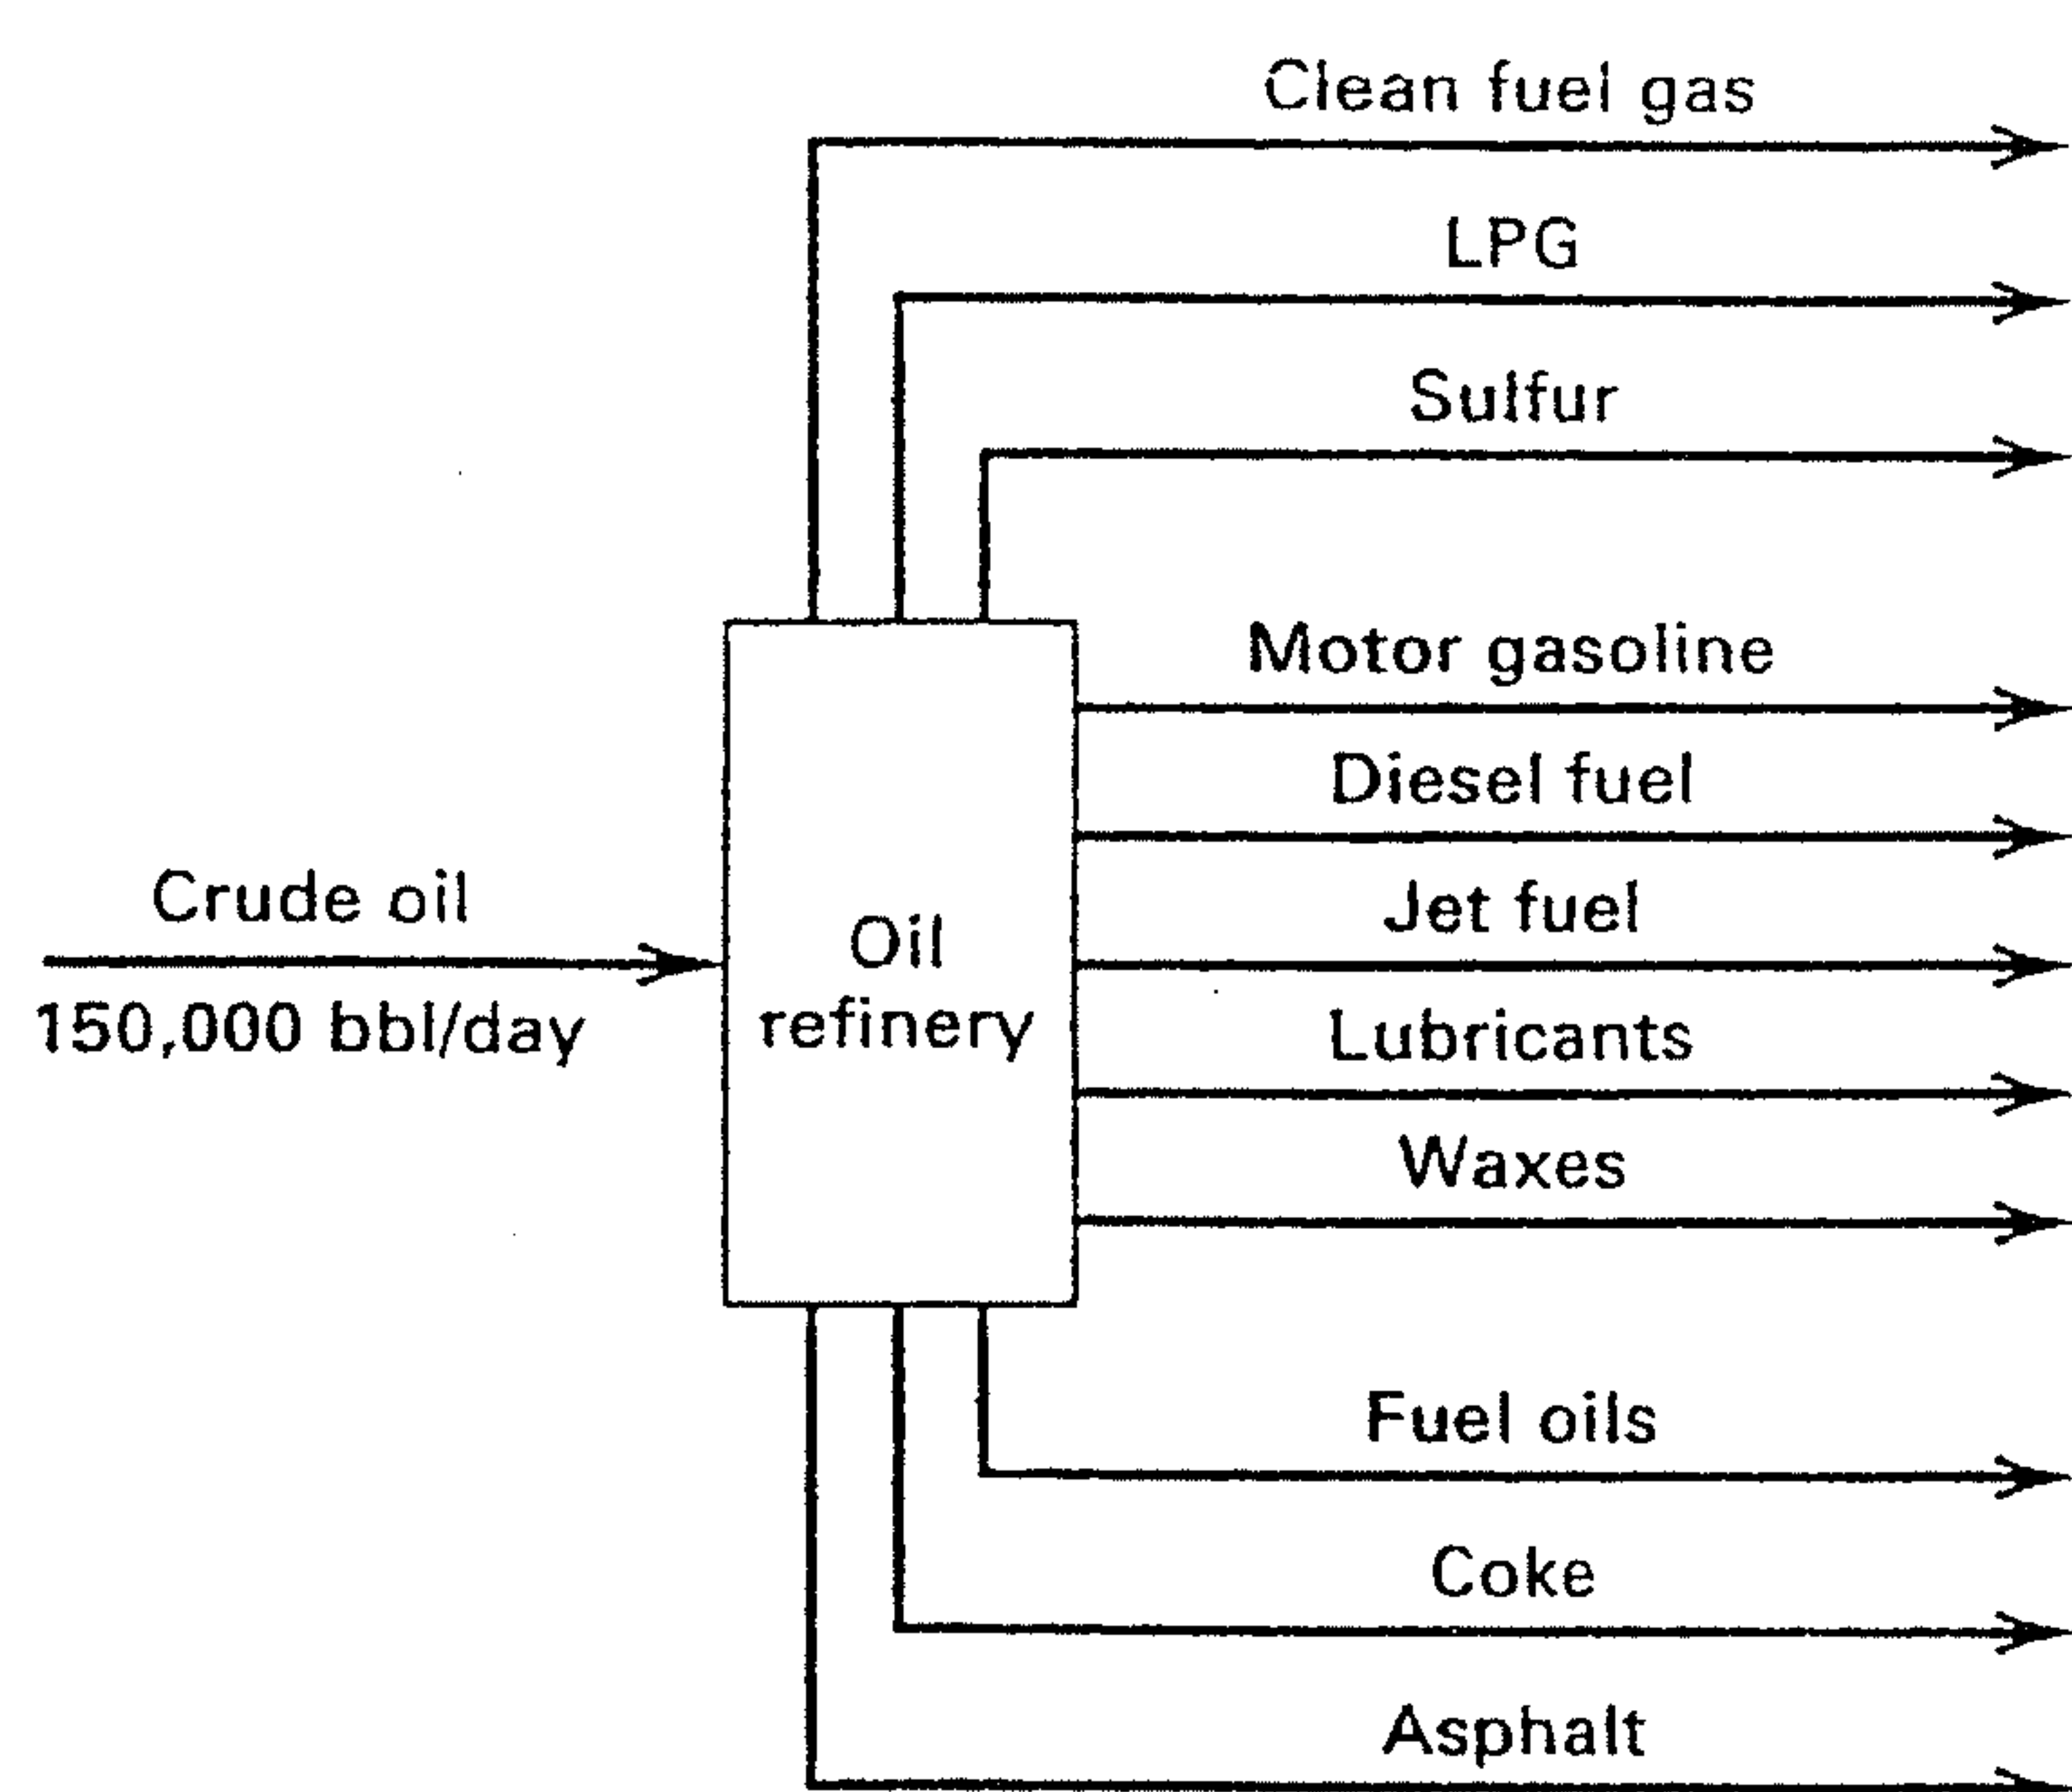 Clean fuel gas
LPG
Sulfur
Motor gasoline
Diesel fuel
Crude oil
150,000 bbl/day
Oil
refinery
Jet fuel
Lubricants
Waxes
Fuel oils
Coke
Asphalt